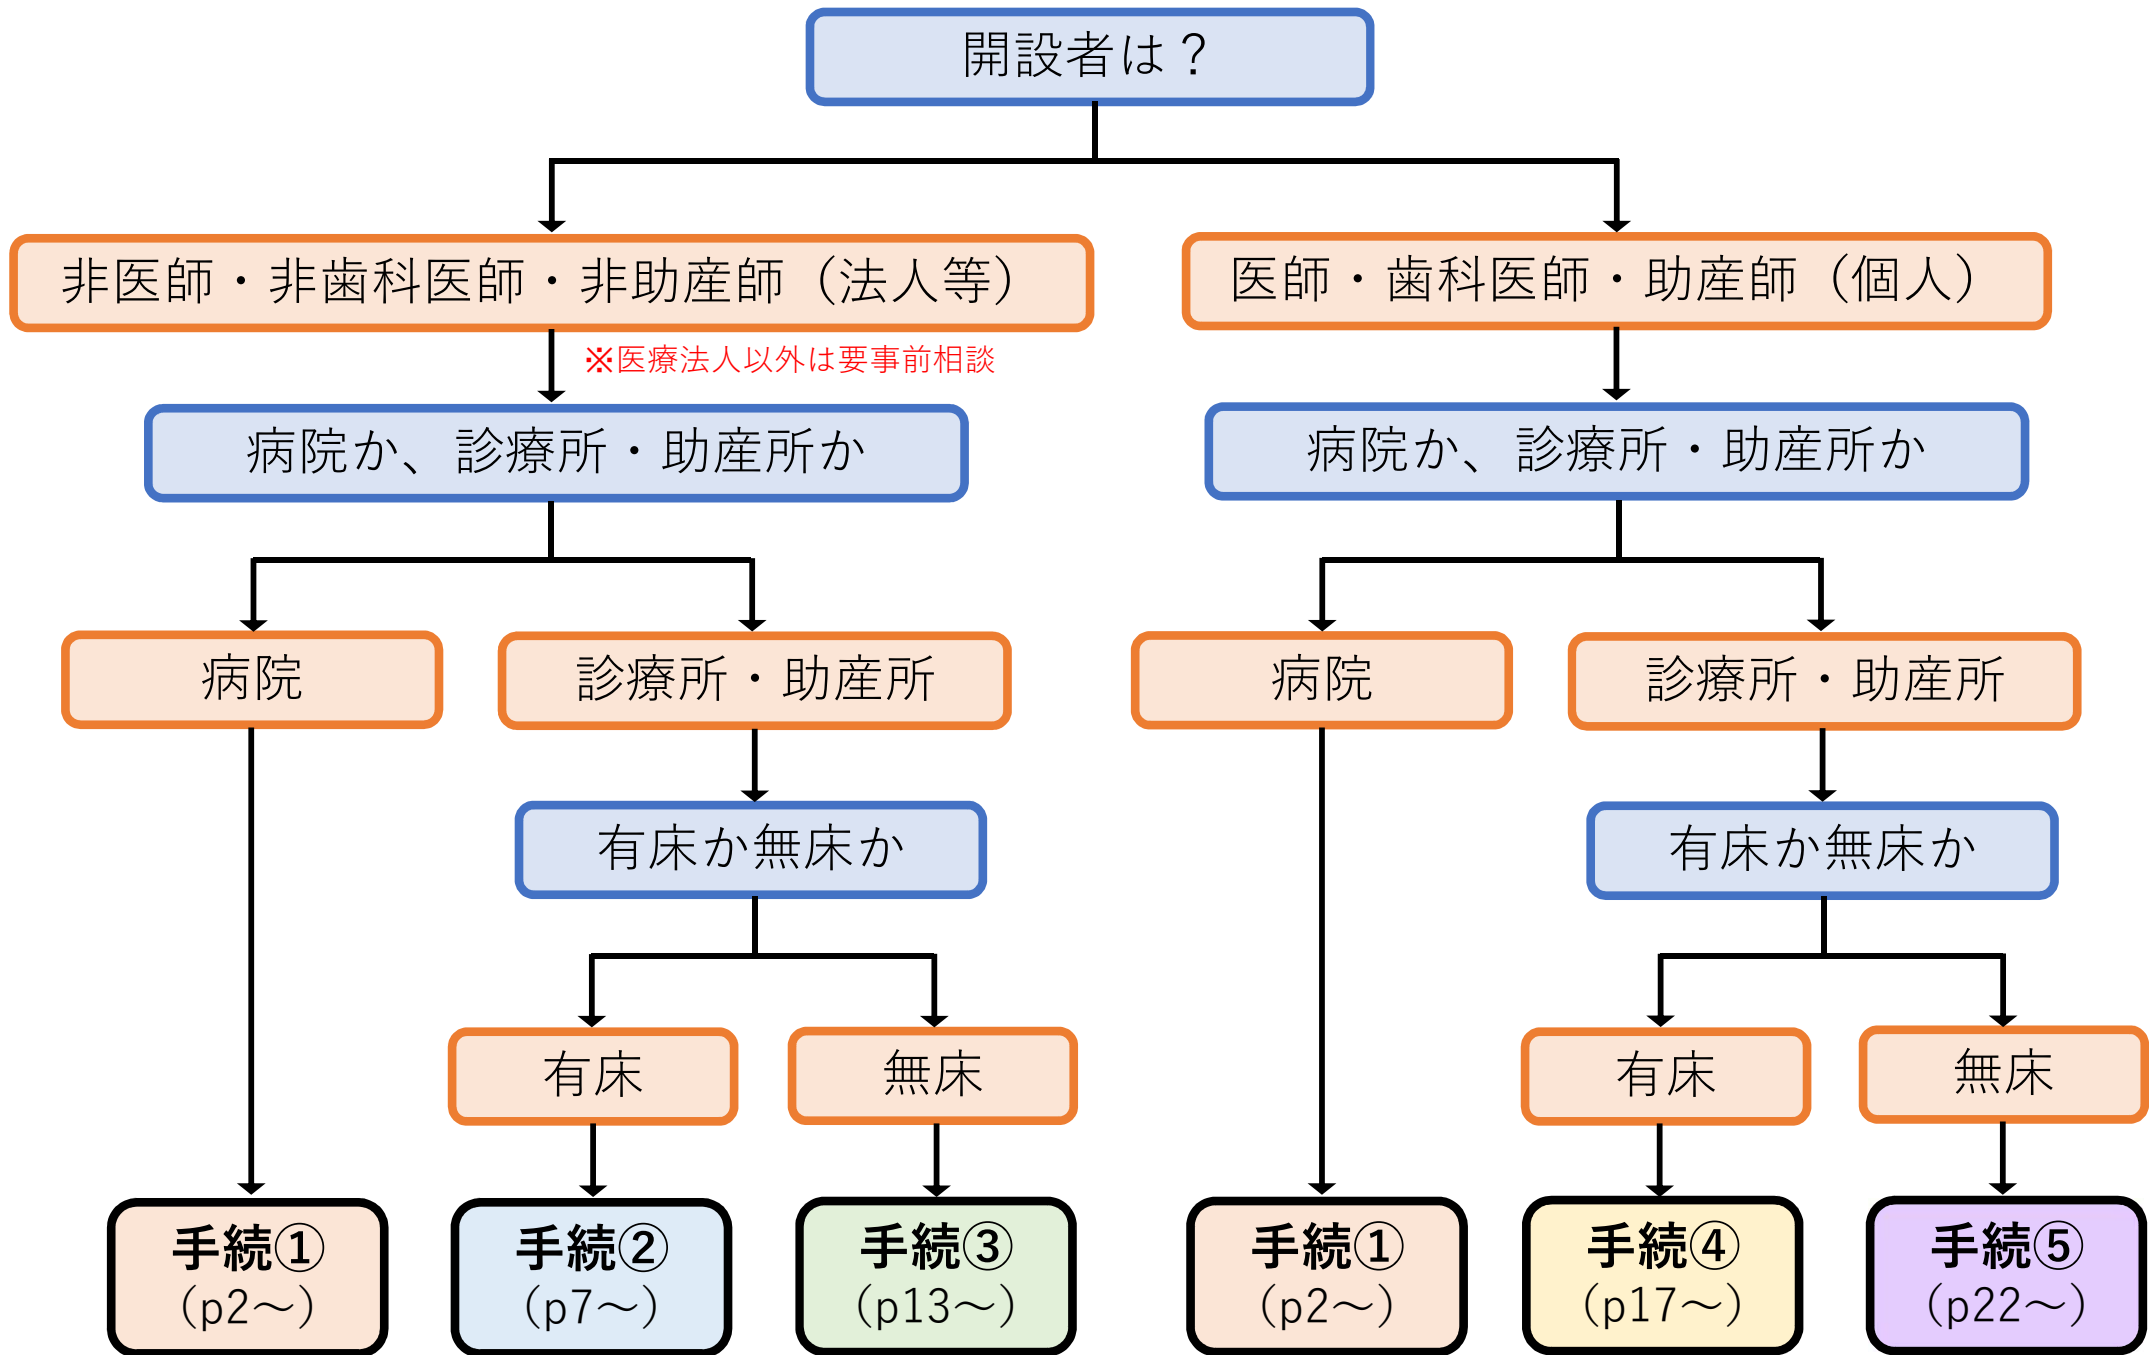 開設者は？
非医師・非歯科医師・非助産師（法人等）
医師・歯科医師・助産師（個人）
※医療法人以外は要事前相談
病院か、診療所・助産所か
病院か、診療所・助産所か
病院
診療所・助産所
病院
診療所・助産所
有床か無床か
有床か無床か
有床
無床
有床
無床
手続①
（p2～）
手続②
（p7～）
手続③
（p13～）
手続①
（p2～）
手続④
（p17～）
手続⑤
（p22～）